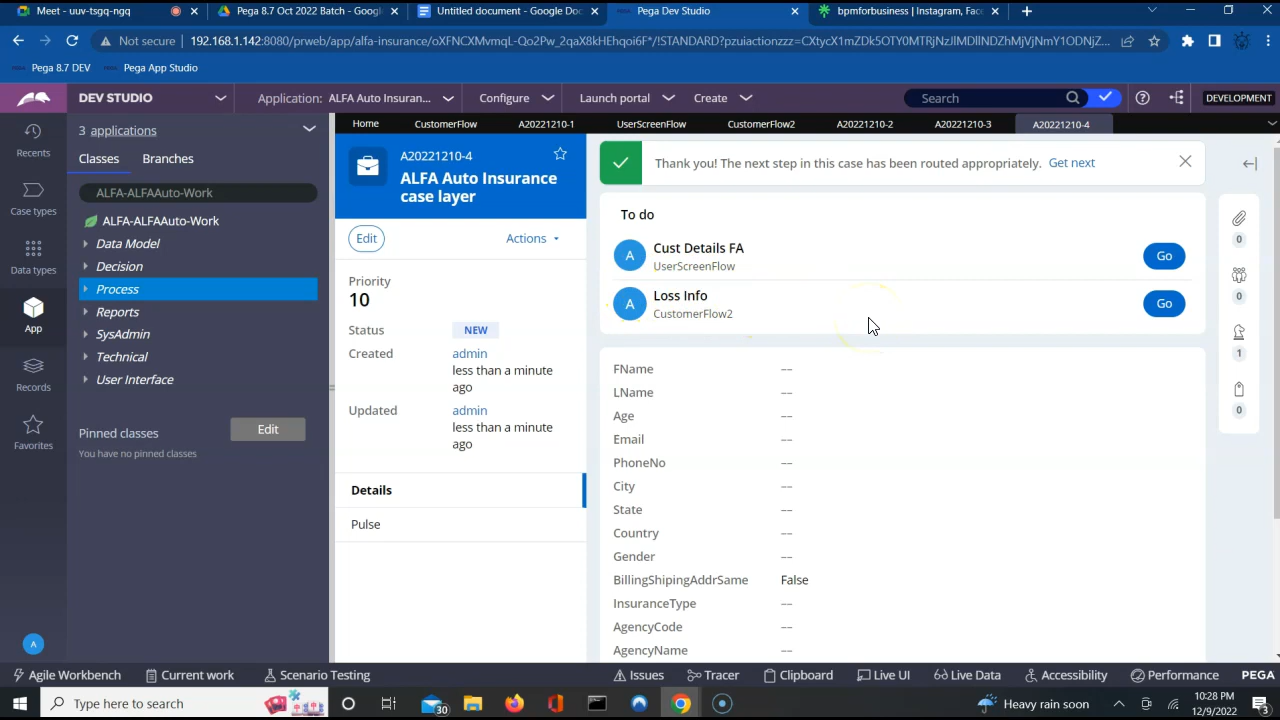 Meet - uuv-tsgq-ngq
Pega 8.7 Oct 2022 Batch - Googl
Untitled document - Google Doc
Pega Dev Studio
bpmforbusiness | Instagram, Fac
Not secure
192.168.1.142:8080/prweb/app/alfa-insurance/oXFNCXMvmqL-Qo2Pw_2qaX8kHEhqoi6F*/!STANDARD?pzuiactionzzz=CXtycX1mZDk5OTY0MTRjNzJlMDllNDZhMjVjNmY1ODNjZ...
Pega 8.7 DEV
Pega App Studio
DEV STUDIO
Application: ALFA Auto Insuran...
Configure
Launch portal
Create
Search
DEVELOPMENT
3 applications
Home
CustomerFlow
A20221210-1
UserScreenFlow
CustomerFlow2
A20221210-2
A20221210-3
A20221210-4
Recents
Case types
Data types
App
Records
Favorites
A
Classes
Branches
ALFA-ALFAAuto-Work
ALFA-ALFAAuto-Work
Data Model
Decision
Process
Reports
SysAdmin
Technical
User Interface
Pinned classes
Edit
You have no pinned classes
A20221210-4
ALFA Auto Insurance
case layer
Edit
Actions
Priority
10
Status
NEW
Created
admin
less than a minute
ago
Updated
admin
less than a minute
ago
Details
Pulse
Thank you! The next step in this case has been routed appropriately. Get next
To do
A
Cust Details FA
UserScreenFlow
Go
A
Loss Info
CustomerFlow2
Go
FName --
LName --
Age --
Email --
PhoneNo --
City --
State --
Country --
Gender --
BillingShipingAddrSame False
InsuranceType --
AgencyCode --
AgencyName --
0
0
1
0
Agile Workbench
Current work
Scenario Testing
Issues
Tracer
Clipboard
Live UI
Live Data
Accessibility
Performance
PEGA
Type here to search
30
Heavy rain soon
10:28 PM
12/9/2022
3